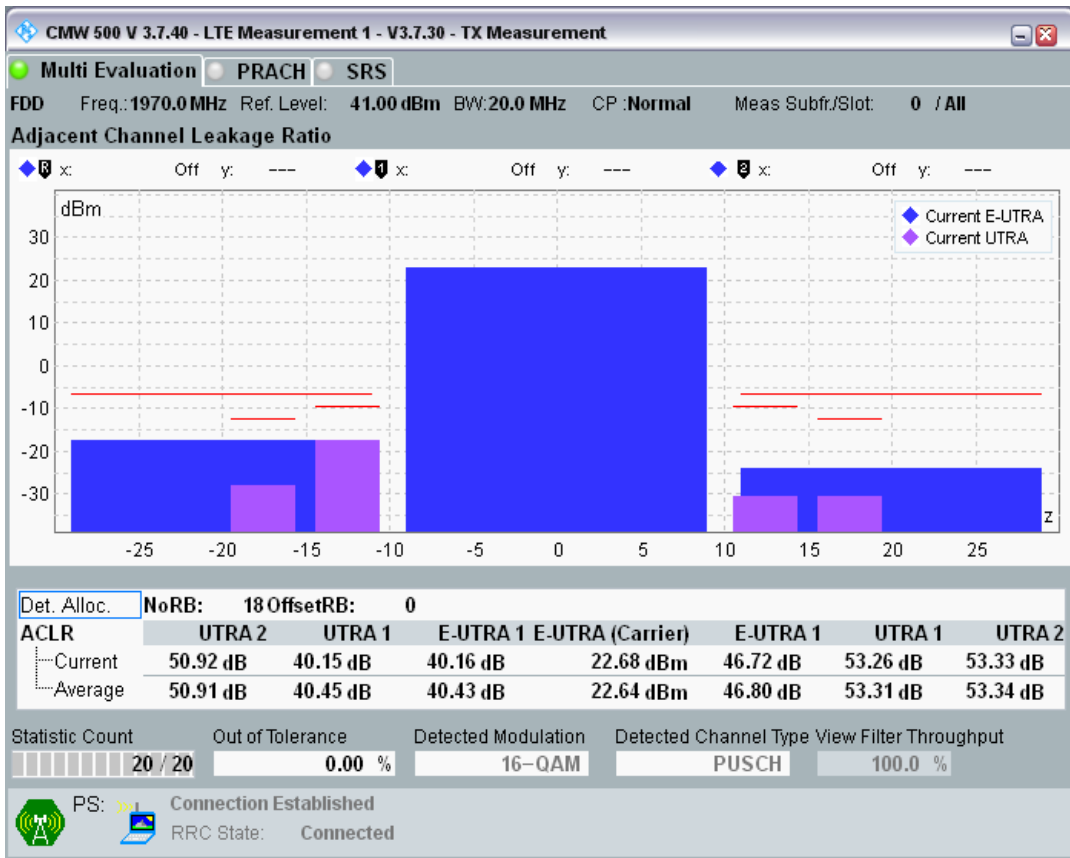 CMW 500 V 3.7.40 - LTE Measurement 1 - V3.7.30 - TX Measurement
Multi Evaluation PRACH SRS
FDD Freq.:1970.0 MHz Ref. Level: 41.00 dBm BW:20.0 MHz CP :Normal Meas Subfr./Slot: 0 / All
Adjacent Channel Leakage Ratio
R x: Off y: --- 1 x: Off y: --- 2 x: Off y: ---
dBm
Current E-UTRA
Current UTRA
30
20
10
0
-10
-20
-30
z
-25 -20 -15 -10 -5 0 5 10 15 20 25
Det. Alloc. NoRB: 18 OffsetRB: 0
ACLR UTRA 2 UTRA 1 E-UTRA 1 E-UTRA (Carrier) E-UTRA 1 UTRA 1 UTRA 2
Current 50.92 dB 40.15 dB 40.16 dB 22.68 dBm 46.72 dB 53.26 dB 53.33 dB
Average 50.91 dB 40.45 dB 40.43 dB 22.64 dBm 46.80 dB 53.31 dB 53.34 dB
Statistic Count Out of Tolerance Detected Modulation Detected Channel Type View Filter Throughput
20 / 20 0.00 % 16-QAM PUSCH 100.0 %
PS: Connection Established
RRC State: Connected